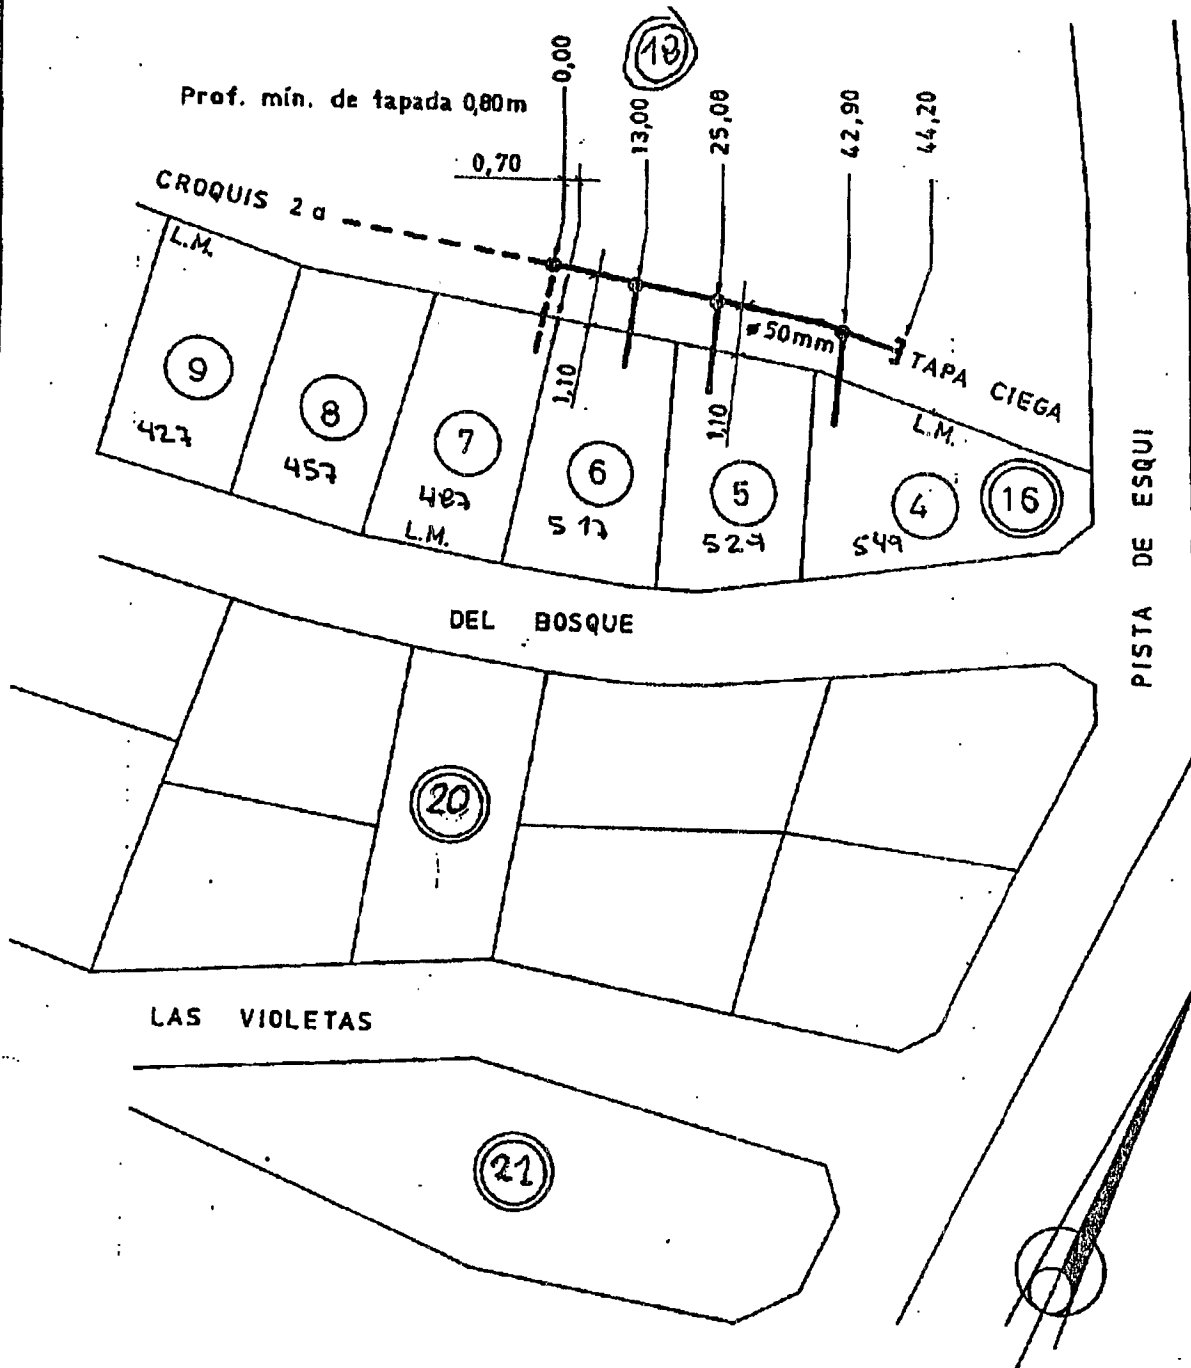 18
0,00
Prof. mín. de tapada 0,80m
13,00
25,08
42,90
44,20
0,70
CROQUIS 2a
L.M.
ø50mm
TAPA CIEGA
1,10
1,10
L.M.
9
427
8
457
7
487
L.M.
6
517
5
529
4
549
16
PISTA DE ESQUI
DEL BOSQUE
20
LAS VIOLETAS
21